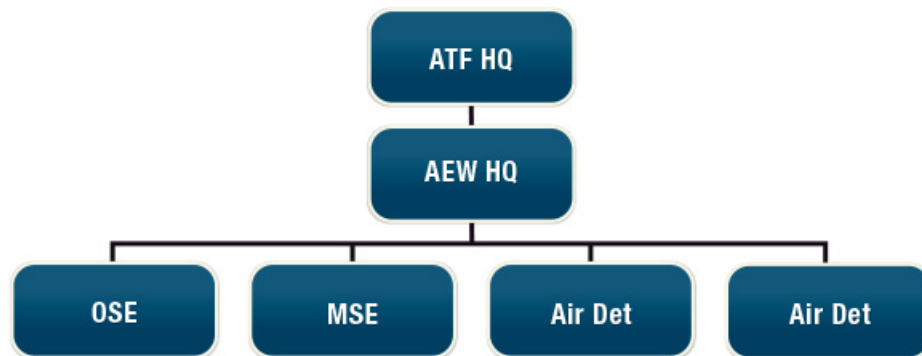 ATF HQ
AEW HQ
OSE
MSE
Air Det
Air Det